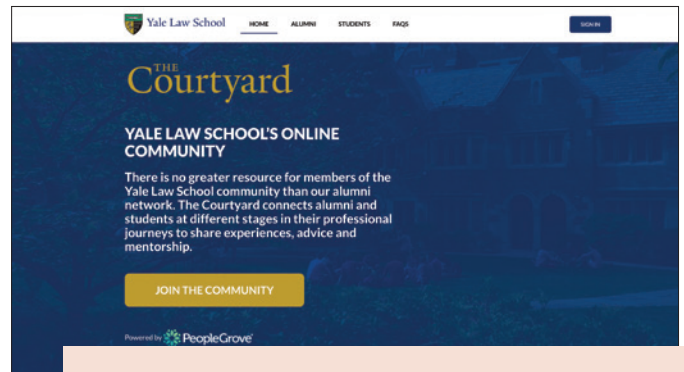 Yale Law School HOME ALUMNI STUDENTS FAQS SIGN IN
THE
Courtyard
YALE LAW SCHOOL'S ONLINE
COMMUNITY
There is no greater resource for members of the
Yale Law School community than our alumni
network. The Courtyard connects alumni and
students at different stages in their professional
journeys to share experiences, advice and
mentorship.
JOIN THE COMMUNITY
Powered by PeopleGrove